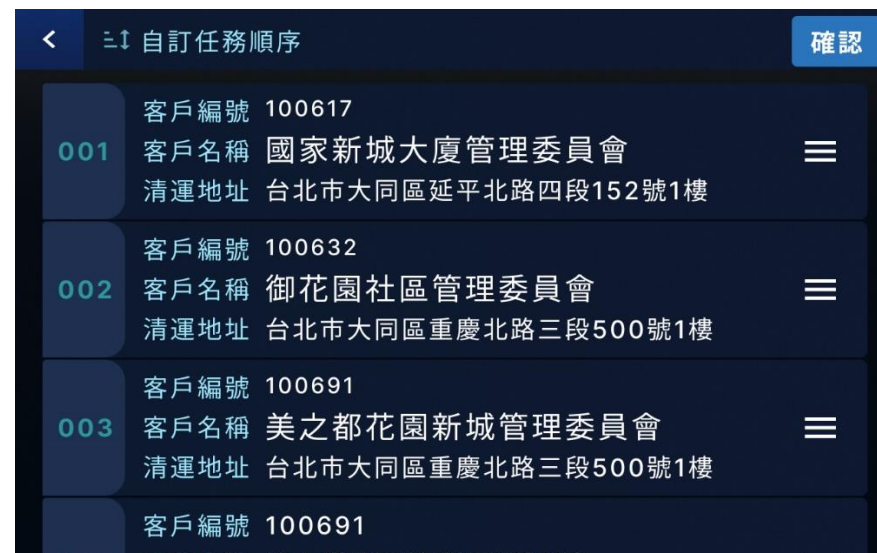 自訂任務順序
確認
001
客戶編號 100617
客戶名稱 國家新城大廈管理委員會
清運地址 台北市大同區延平北路四段152號1樓
002
客戶編號 100632
客戶名稱 御花園社區管理委員會
清運地址 台北市大同區重慶北路三段500號1樓
003
客戶編號 100691
客戶名稱 美之都花園新城管理委員會
清運地址 台北市大同區重慶北路三段500號1樓
客戶編號 100691